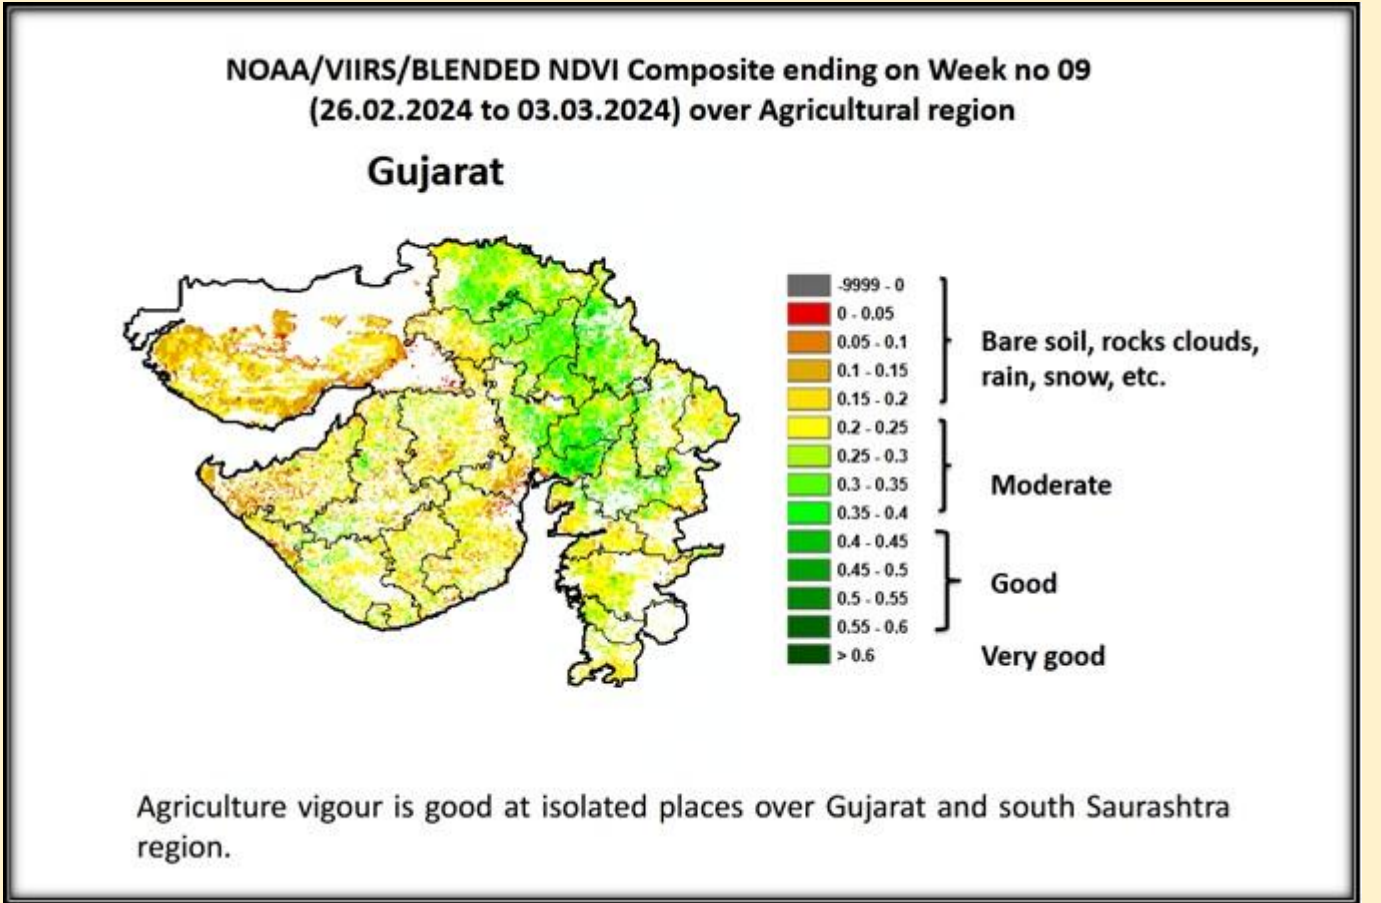 NOAA/VIIRS/BLENDED NDVI Composite ending on Week no 09
(26.02.2024 to 03.03.2024) over Agricultural region
Gujarat
-9999 - 0
0 - 0.05
0.05 - 0.1
0.1 - 0.15
0.15 - 0.2
Bare soil, rocks clouds,
rain, snow, etc.
0.2 - 0.25
0.25 - 0.3
0.3 - 0.35
0.35 - 0.4
Moderate
0.4 - 0.45
0.45 - 0.5
0.5 - 0.55
0.55 - 0.6
Good
> 0.6
Very good
Agriculture vigour is good at isolated places over Gujarat and south Saurashtra
region.